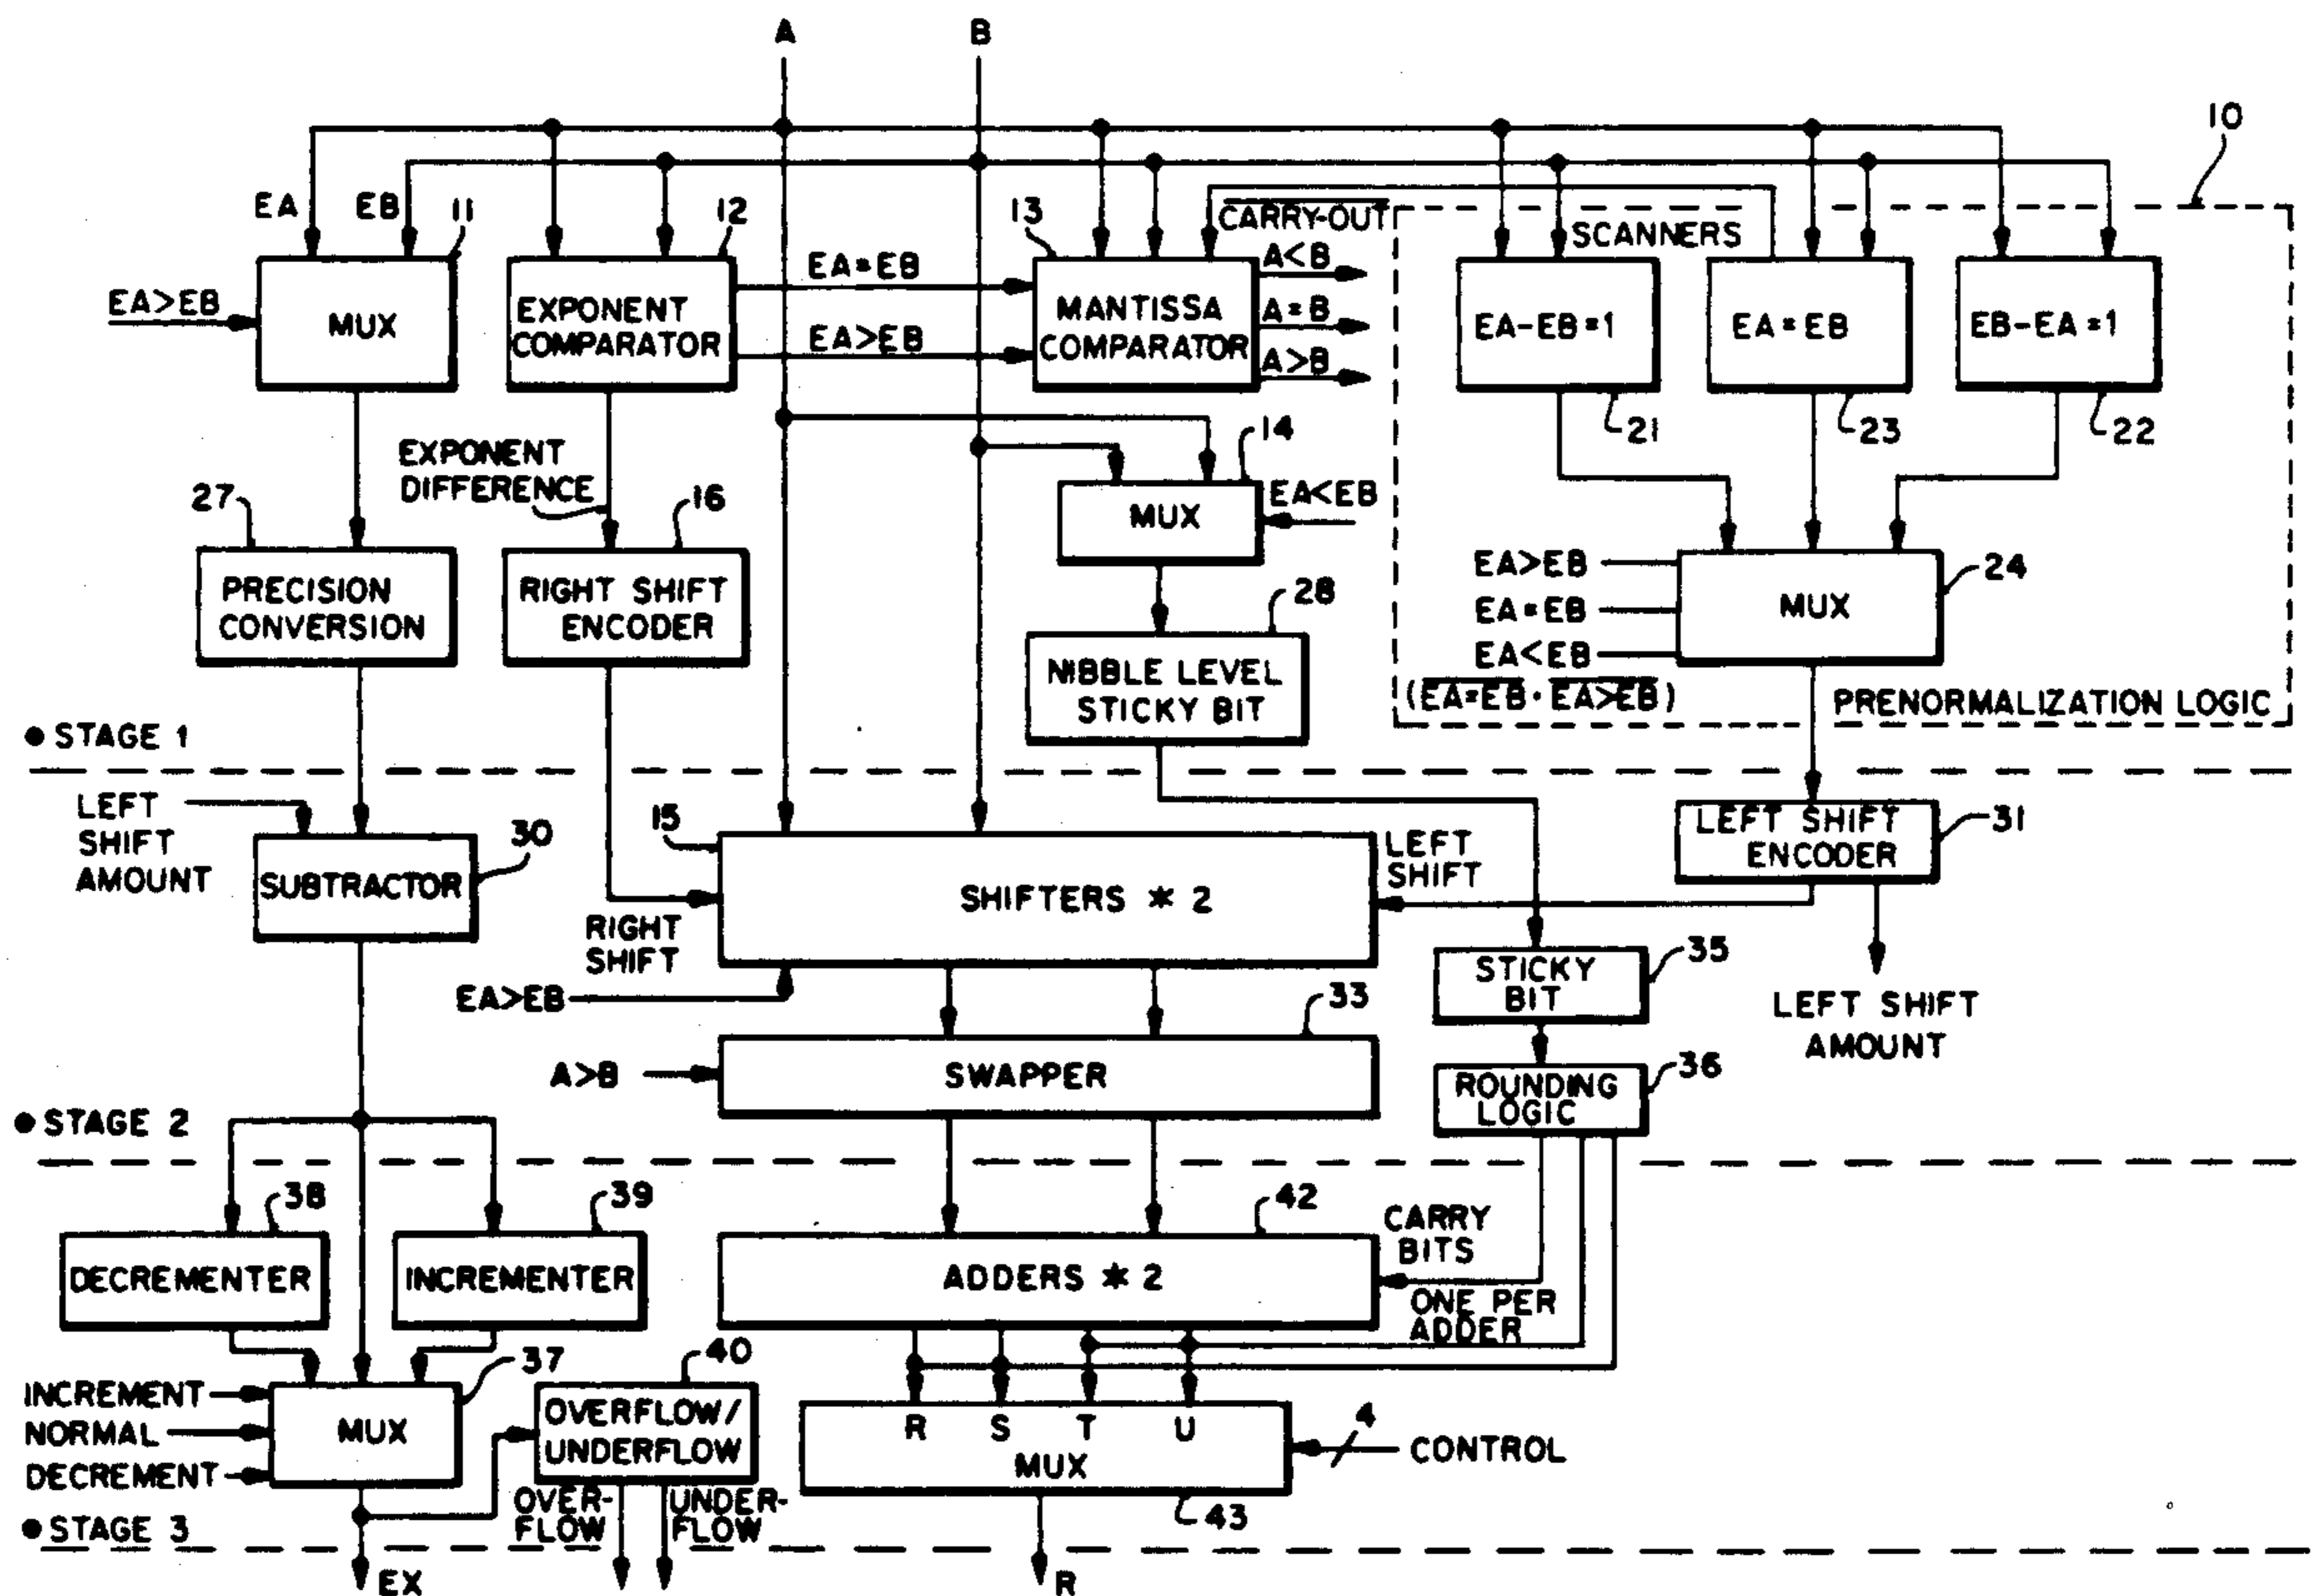 A
B
10
EA
EB
11
12
13
CARRY-OUT
SCANNERS
EA>EB
MUX
EXPONENT
COMPARATOR
EA=EB
EA>EB
MANTISSA
COMPARATOR
A<B
A=B
A>B
EA-EB=1
EA=EB
EB-EA=1
21
23
22
EXPONENT
DIFFERENCE
14
MUX
EA<EB
27
16
PRECISION
CONVERSION
RIGHT SHIFT
ENCODER
28
NIBBLE LEVEL
STICKY BIT
EA>EB
EA=EB
EA<EB
(EA=EB·EA>EB)
MUX
24
PRENORMALIZATION LOGIC
● STAGE 1
LEFT
SHIFT
AMOUNT
30
SUBTRACTOR
15
SHIFTERS * 2
LEFT
SHIFT
LEFT SHIFT
ENCODER
31
RIGHT
SHIFT
EA>EB
33
STICKY
BIT
35
LEFT SHIFT
AMOUNT
A>B
SWAPPER
ROUNDING
LOGIC
36
● STAGE 2
38
39
42
DECREMENTER
INCREMENTER
ADDERS * 2
CARRY
BITS
ONE PER
ADDER
37
40
INCREMENT
NORMAL
DECREMENT
MUX
OVERFLOW/
UNDERFLOW
R S T U
MUX
4
CONTROL
OVER-
FLOW
UNDER-
FLOW
43
● STAGE 3
EX
R